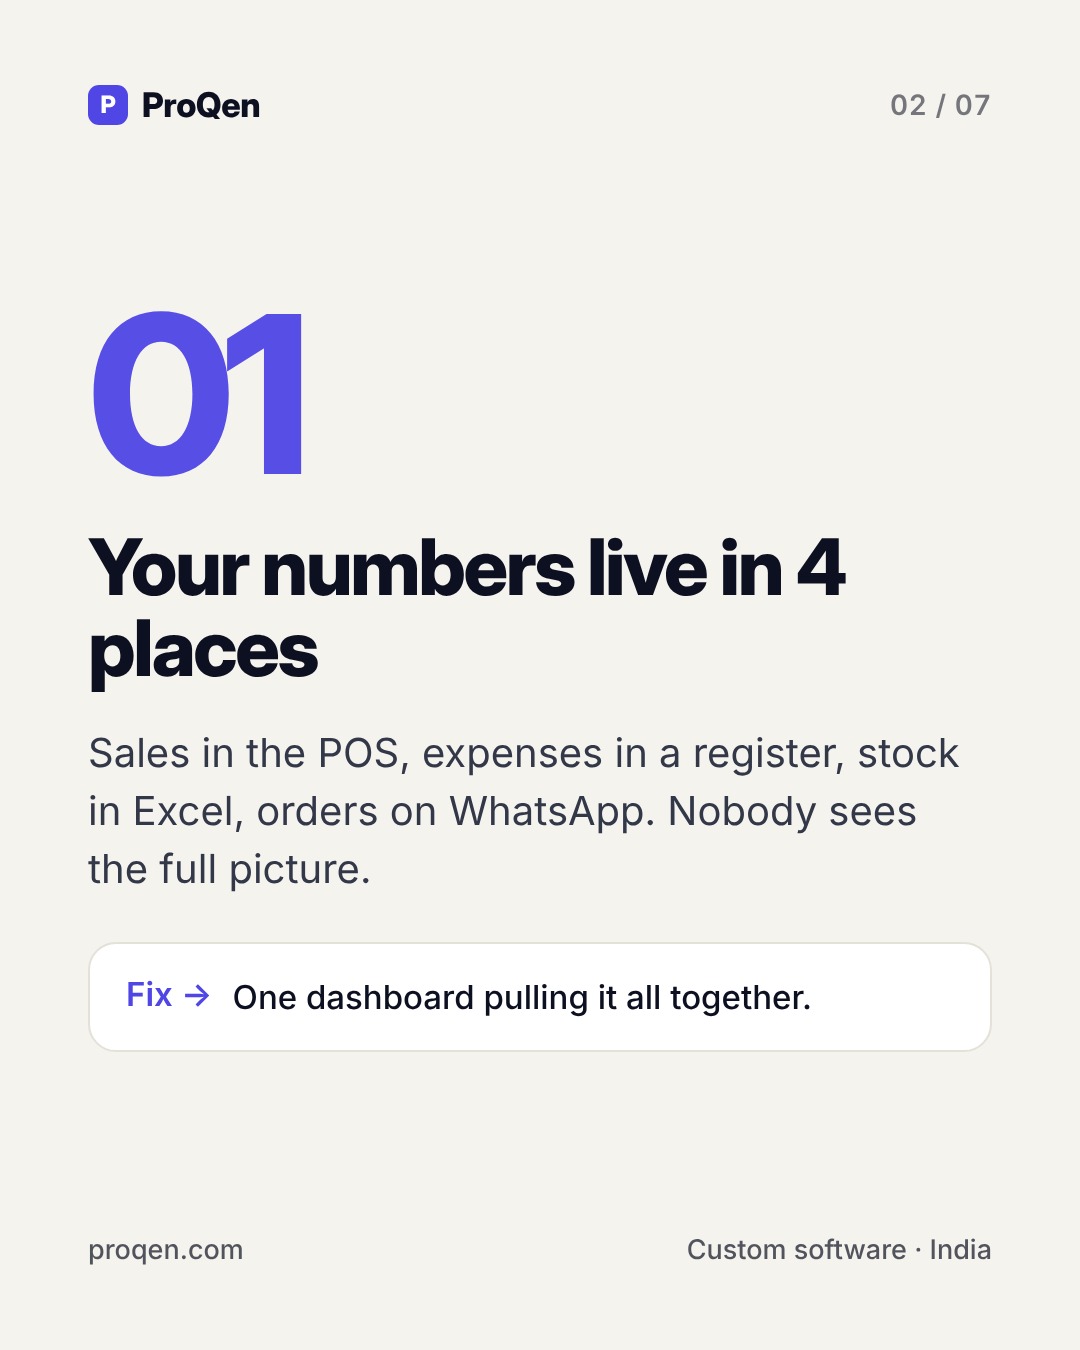 P ProQen
02 / 07
01
Your numbers live in 4
places
Sales in the POS, expenses in a register, stock
in Excel, orders on WhatsApp. Nobody sees
the full picture.
Fix → One dashboard pulling it all together.
proqen.com
Custom software · India